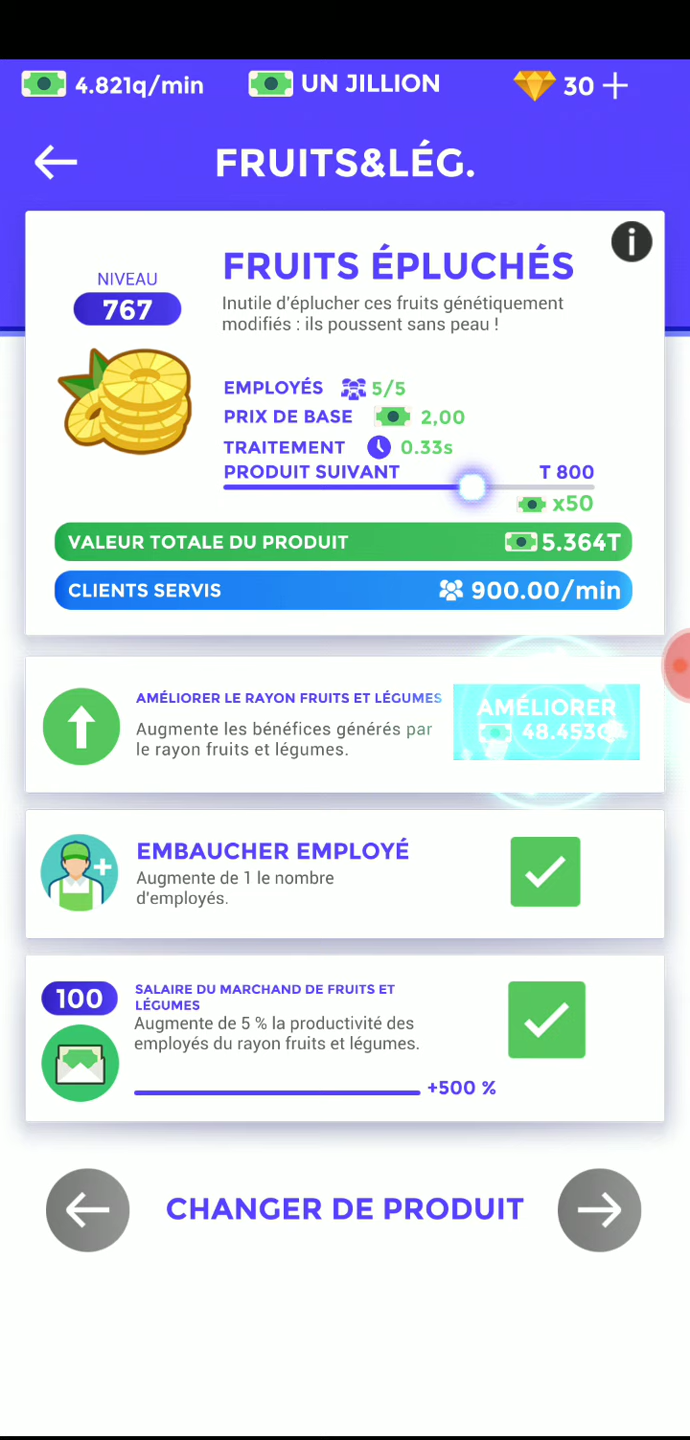 4.821q/min UN JILLION 30
FRUITS&LÉG.
FRUITS ÉPLUCHÉS
NIVEAU
767
Inutile d'éplucher ces fruits génétiquement
modifiés : ils poussent sans peau !
EMPLOYÉS 5/5
PRIX DE BASE 2,00
TRAITEMENT 0.33s
PRODUIT SUIVANT T 800
x50
VALEUR TOTALE DU PRODUIT 5.364T
CLIENTS SERVIS 900.00/min
AMÉLIORER LE RAYON FRUITS ET LÉGUMES
Augmente les bénéfices générés par
le rayon fruits et légumes.
AMÉLIORER
EMBAUCHER EMPLOYÉ
Augmente de 1 le nombre
d'employés.
100
SALAIRE DU MARCHAND DE FRUITS ET
LÉGUMES
Augmente de 5 % la productivité des
employés du rayon fruits et légumes.
+500 %
CHANGER DE PRODUIT